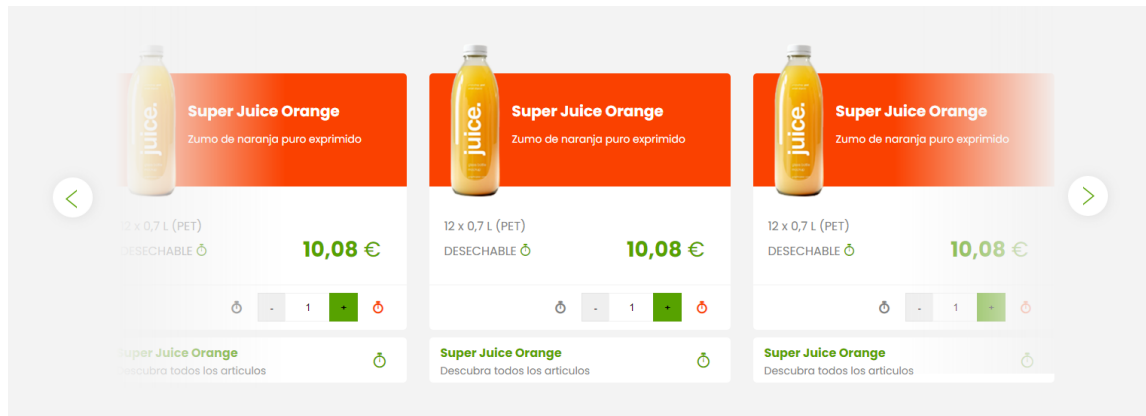 juice.
Super Juice Orange
Zumo de naranja puro exprimido
12 x 0,7 L (PET)
DESECHABLE
10,08 €
- 1 +
Super Juice Orange
Descubra todos los articulos
juice.
Super Juice Orange
Zumo de naranja puro exprimido
12 x 0,7 L (PET)
DESECHABLE
10,08 €
- 1 +
Super Juice Orange
Descubra todos los articulos
juice.
Super Juice Orange
Zumo de naranja puro exprimido
12 x 0,7 L (PET)
DESECHABLE
10,08 €
- 1 +
Super Juice Orange
Descubra todos los articulos